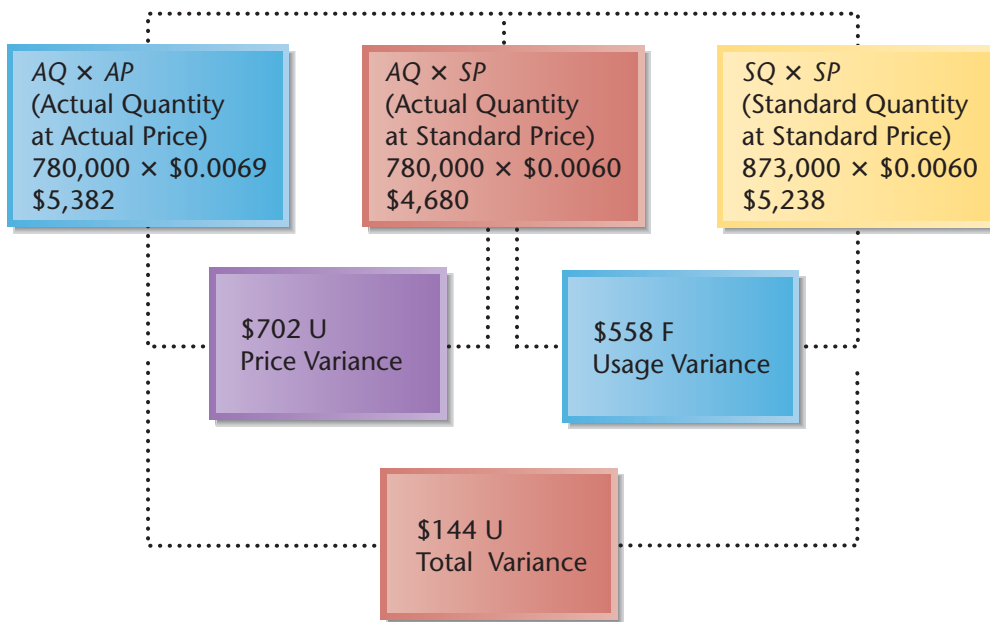 AQ × AP
(Actual Quantity
at Actual Price)
780,000 × $0.0069
$5,382
AQ × SP
(Actual Quantity
at Standard Price)
780,000 × $0.0060
$4,680
SQ × SP
(Standard Quantity
at Standard Price)
873,000 × $0.0060
$5,238
$702 U
Price Variance
$558 F
Usage Variance
$144 U
Total Variance